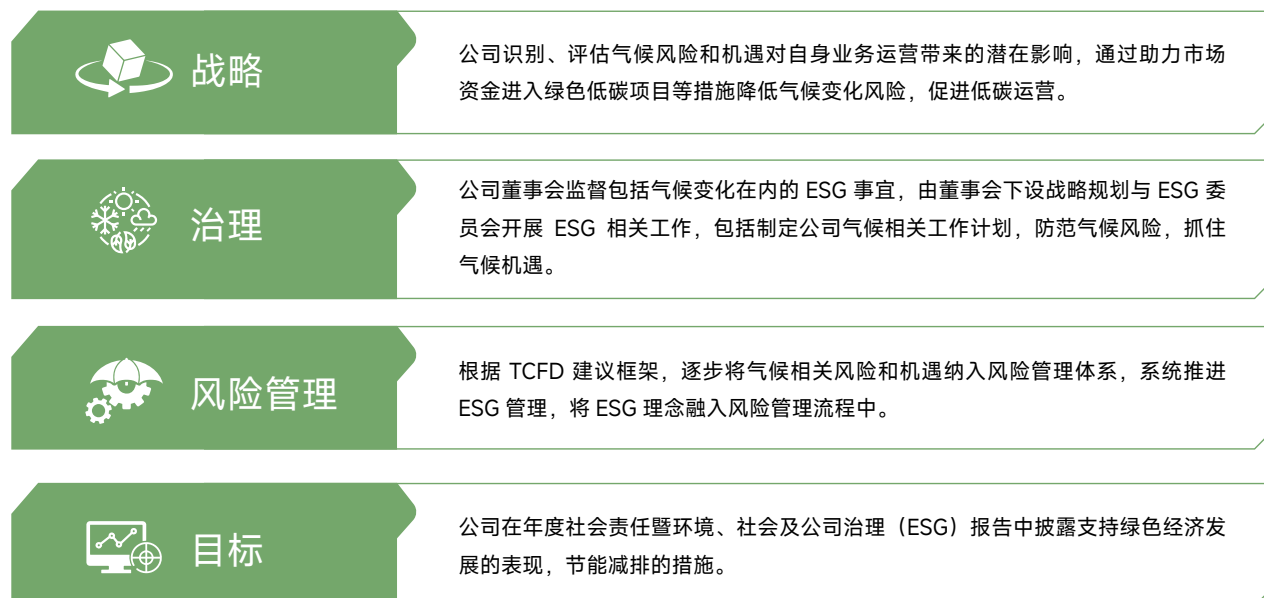 战略
公司识别、评估气候风险和机遇对自身业务运营带来的潜在影响，通过助力市场
资金进入绿色低碳项目等措施降低气候变化风险，促进低碳运营。
治理
公司董事会监督包括气候变化在内的 ESG 事宜，由董事会下设战略规划与 ESG 委
员会开展 ESG 相关工作，包括制定公司气候相关工作计划，防范气候风险，抓住
气候机遇。
风险管理
根据 TCFD 建议框架，逐步将气候相关风险和机遇纳入风险管理体系，系统推进
ESG 管理，将 ESG 理念融入风险管理流程中。
目标
公司在年度社会责任暨环境、社会及公司治理（ESG）报告中披露支持绿色经济发
展的表现，节能减排的措施。